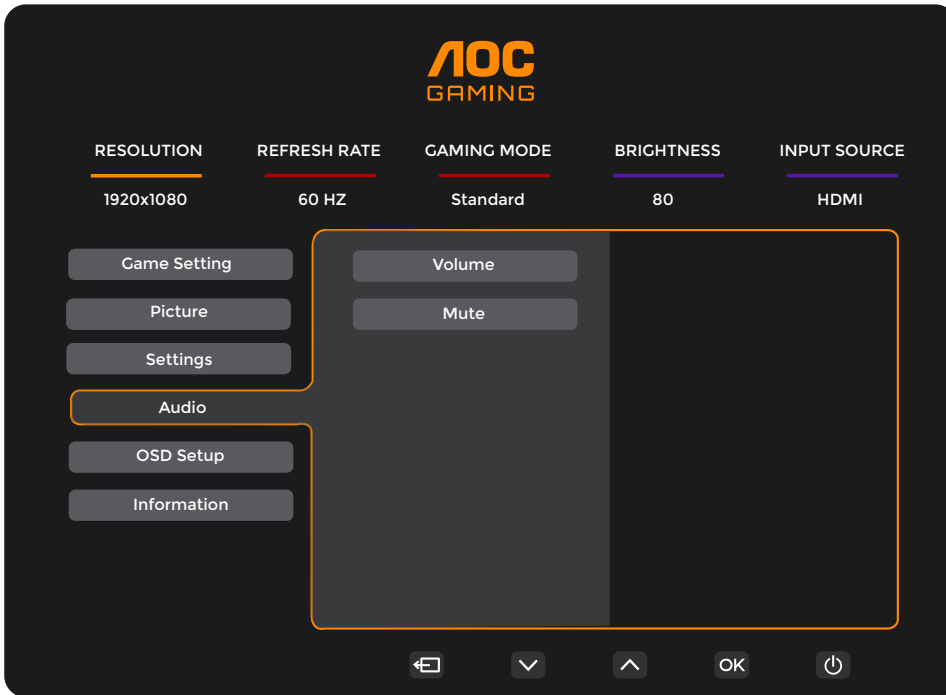 AOC
GAMING
RESOLUTION REFRESH RATE GAMING MODE BRIGHTNESS INPUT SOURCE
1920x1080 60 HZ Standard 80 HDMI
Game Setting
Picture
Settings
Audio
OSD Setup
Information
Volume
Mute
OK